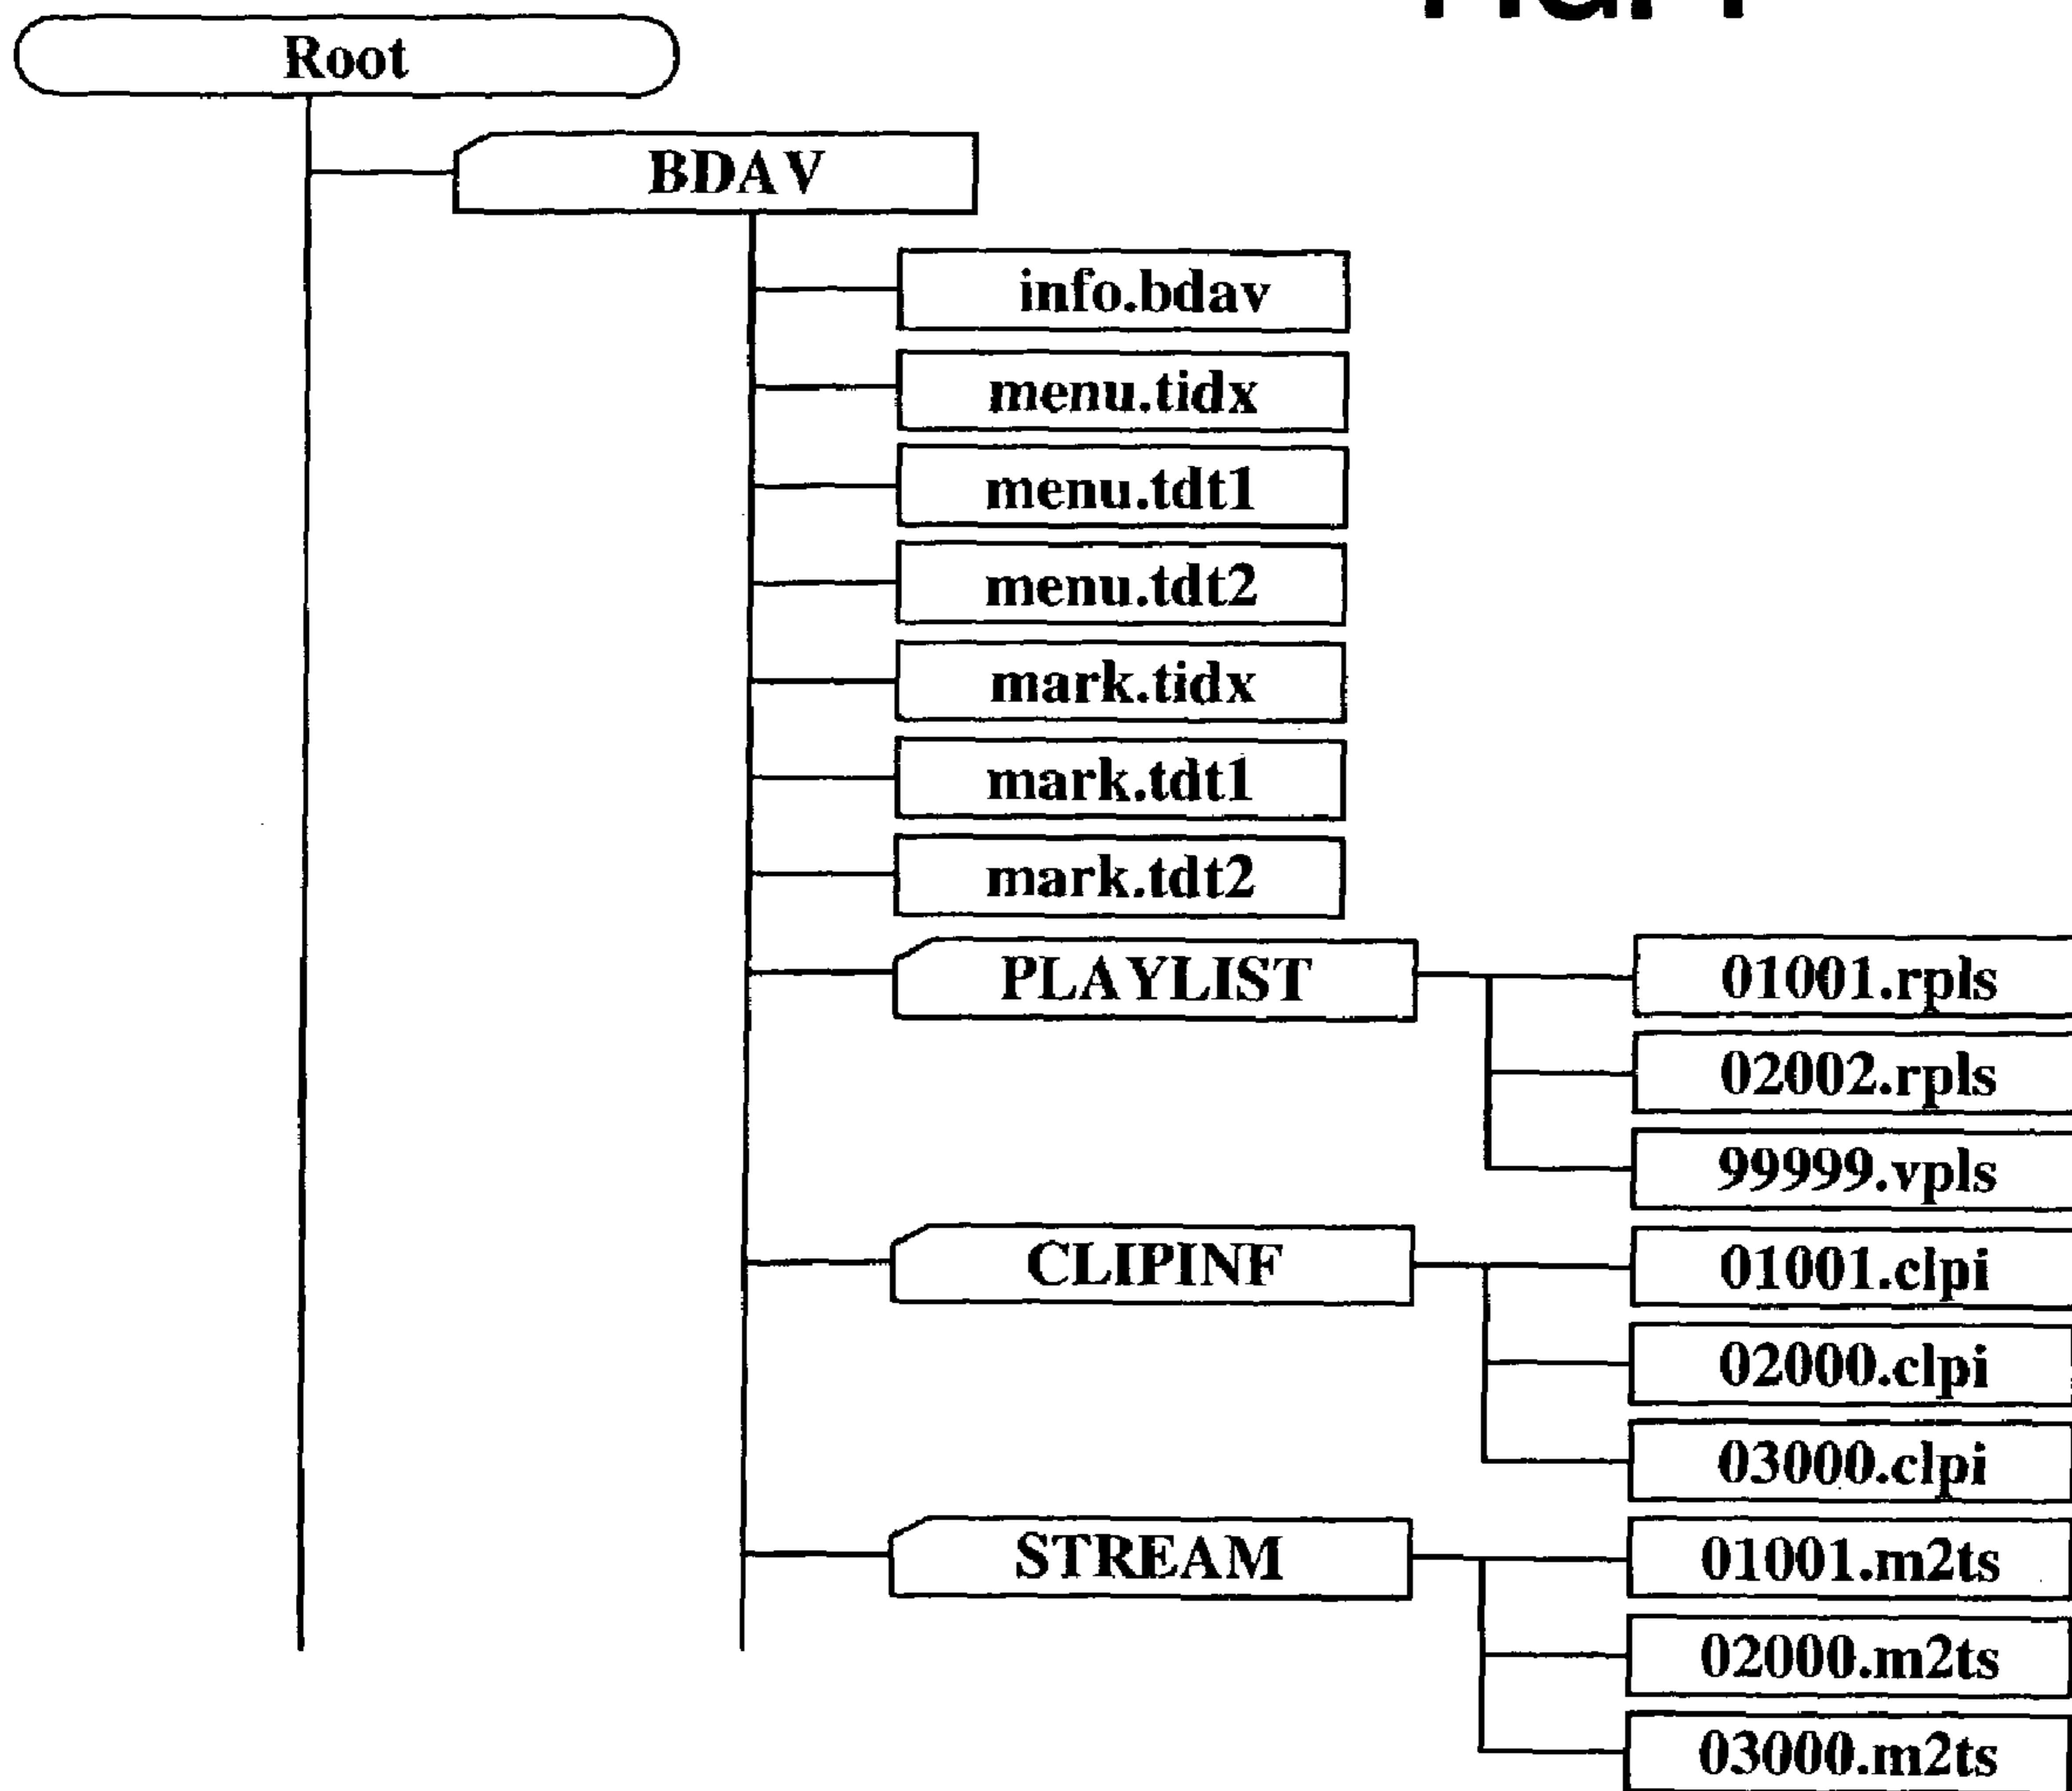 Root
BDAV
info.bdav
menu.tidx
menu.tdt1
menu.tdt2
mark.tidx
mark.tdt1
mark.tdt2
PLAYLIST
01001.rpls
02002.rpls
99999.vpls
CLIPINF
01001.clpi
02000.clpi
03000.clpi
STREAM
01001.m2ts
02000.m2ts
03000.m2ts